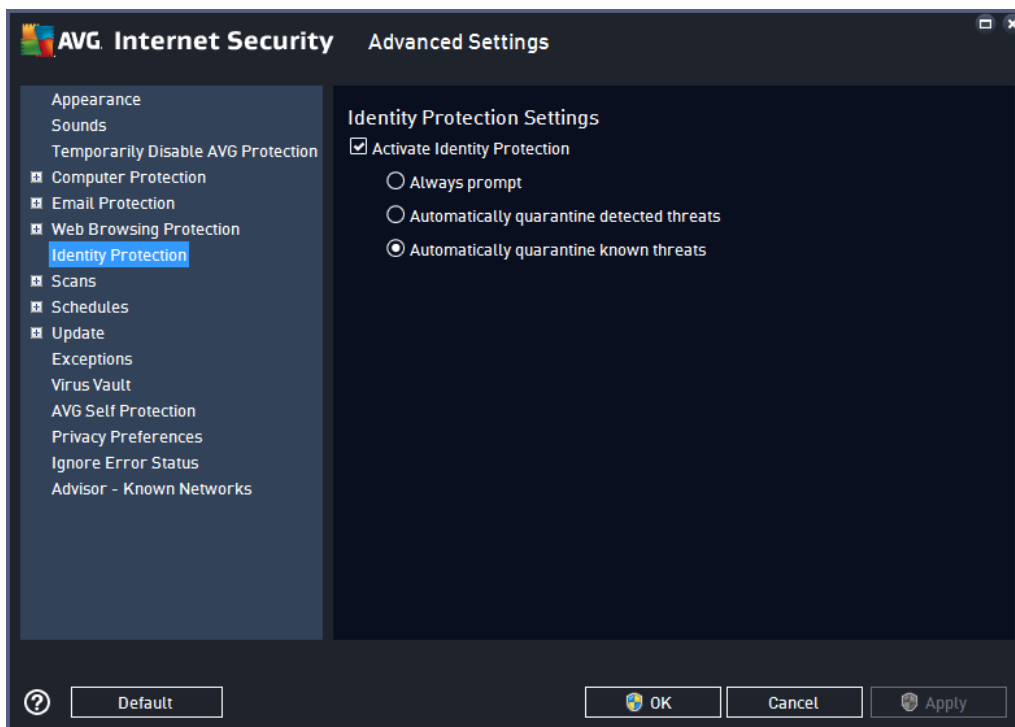 AVG. Internet Security
Advanced Settings
Appearance
Sounds
Temporarily Disable AVG Protection
Computer Protection
Email Protection
Web Browsing Protection
Identity Protection
Scans
Schedules
Update
Exceptions
Virus Vault
AVG Self Protection
Privacy Preferences
Ignore Error Status
Advisor - Known Networks
Identity Protection Settings
Activate Identity Protection
Always prompt
Automatically quarantine detected threats
Automatically quarantine known threats
?
Default
OK
Cancel
Apply